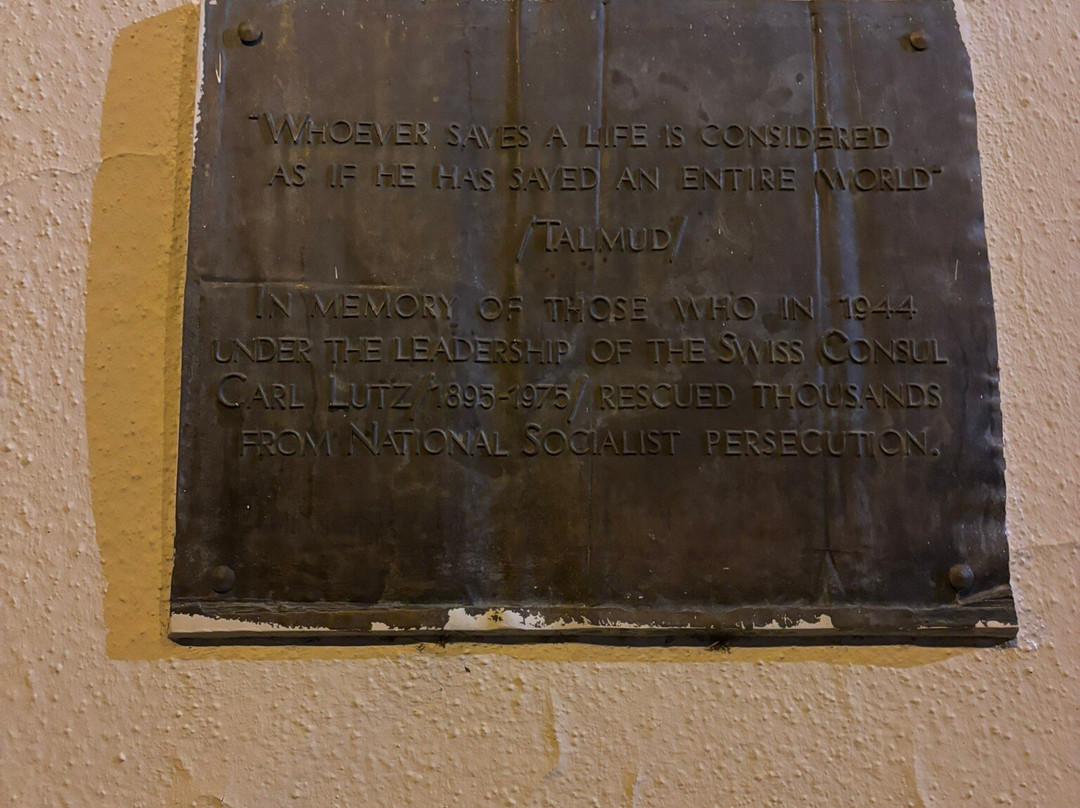 "Whoever saves a life is considered
as if he has saved an entire world"
/Talmud/
In memory of those who in 1944
under the leadership of the Swiss Consul
Carl Lutz /1895-1975/ rescued thousands
from National Socialist persecution.